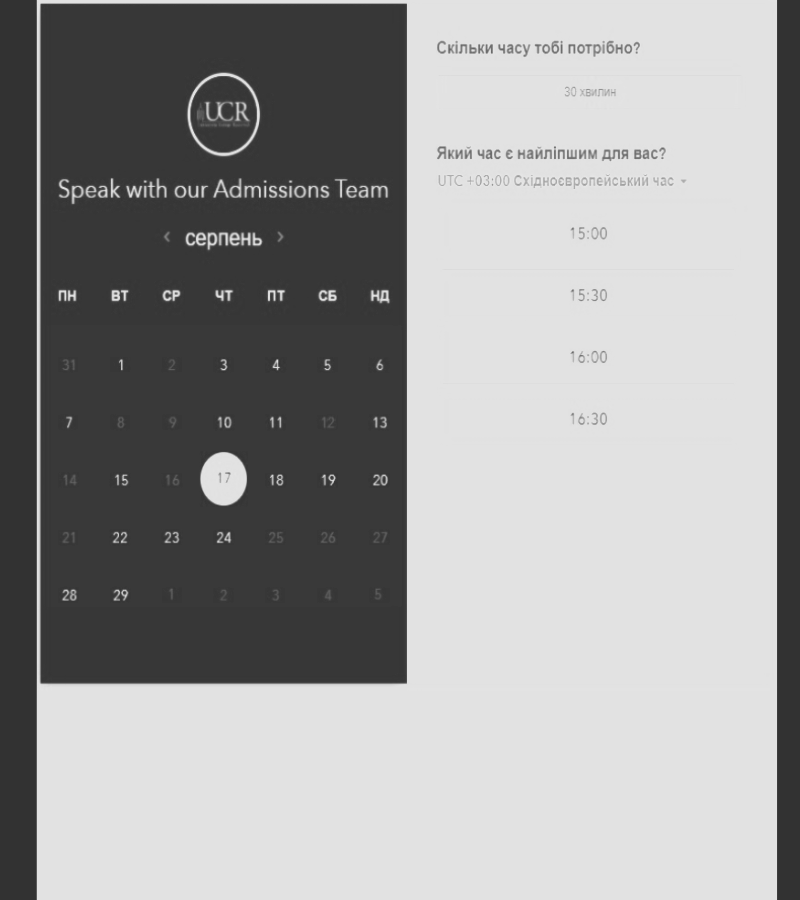 UCR
Speak with our Admissions Team
серпень
ПН ВТ СР ЧТ ПТ СБ НД
31 1 2 3 4 5 6
7 8 9 10 11 12 13
14 15 16 17 18 19 20
21 22 23 24 25 26 27
28 29 1 2 3 4 5
Скільки часу тобі потрібно?
30 хвилин
Який час є найліпшим для вас?
UTC +03:00 Східноєвропейський час
15:00
15:30
16:00
16:30